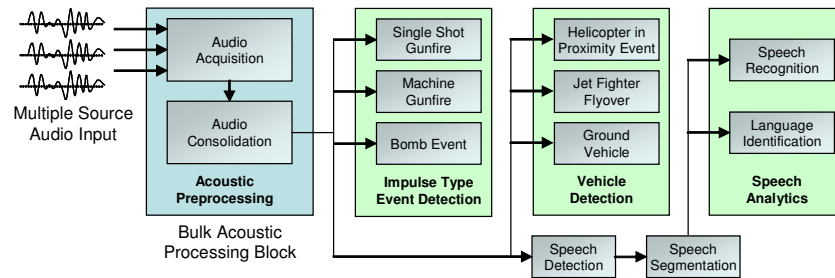 Multiple Source
Audio Input
Audio
Acquisition
Audio
Consolidation
Acoustic
Preprocessing
Bulk Acoustic
Processing Block
Single Shot
Gunfire
Machine
Gunfire
Bomb Event
Impulse Type
Event Detection
Helicopter in
Proximity Event
Jet Fighter
Flyover
Ground
Vehicle
Vehicle
Detection
Speech
Detection
Speech
Segmentation
Speech
Recognition
Language
Identification
Speech
Analytics